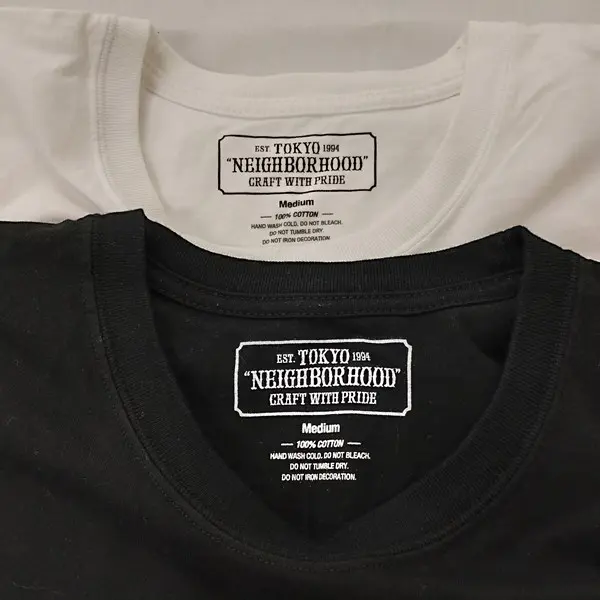 EST. TOKYO 1994
"NEIGHBORHOOD"
CRAFT WITH PRIDE
Medium
100% COTTON
HAND WASH COLD. DO NOT BLEACH.
DO NOT TUMBLE DRY.
DO NOT IRON DECORATION.
EST. TOKYO 1994
"NEIGHBORHOOD"
CRAFT WITH PRIDE
Medium
100% COTTON
HAND WASH COLD. DO NOT BLEACH.
DO NOT TUMBLE DRY.
DO NOT IRON DECORATION.